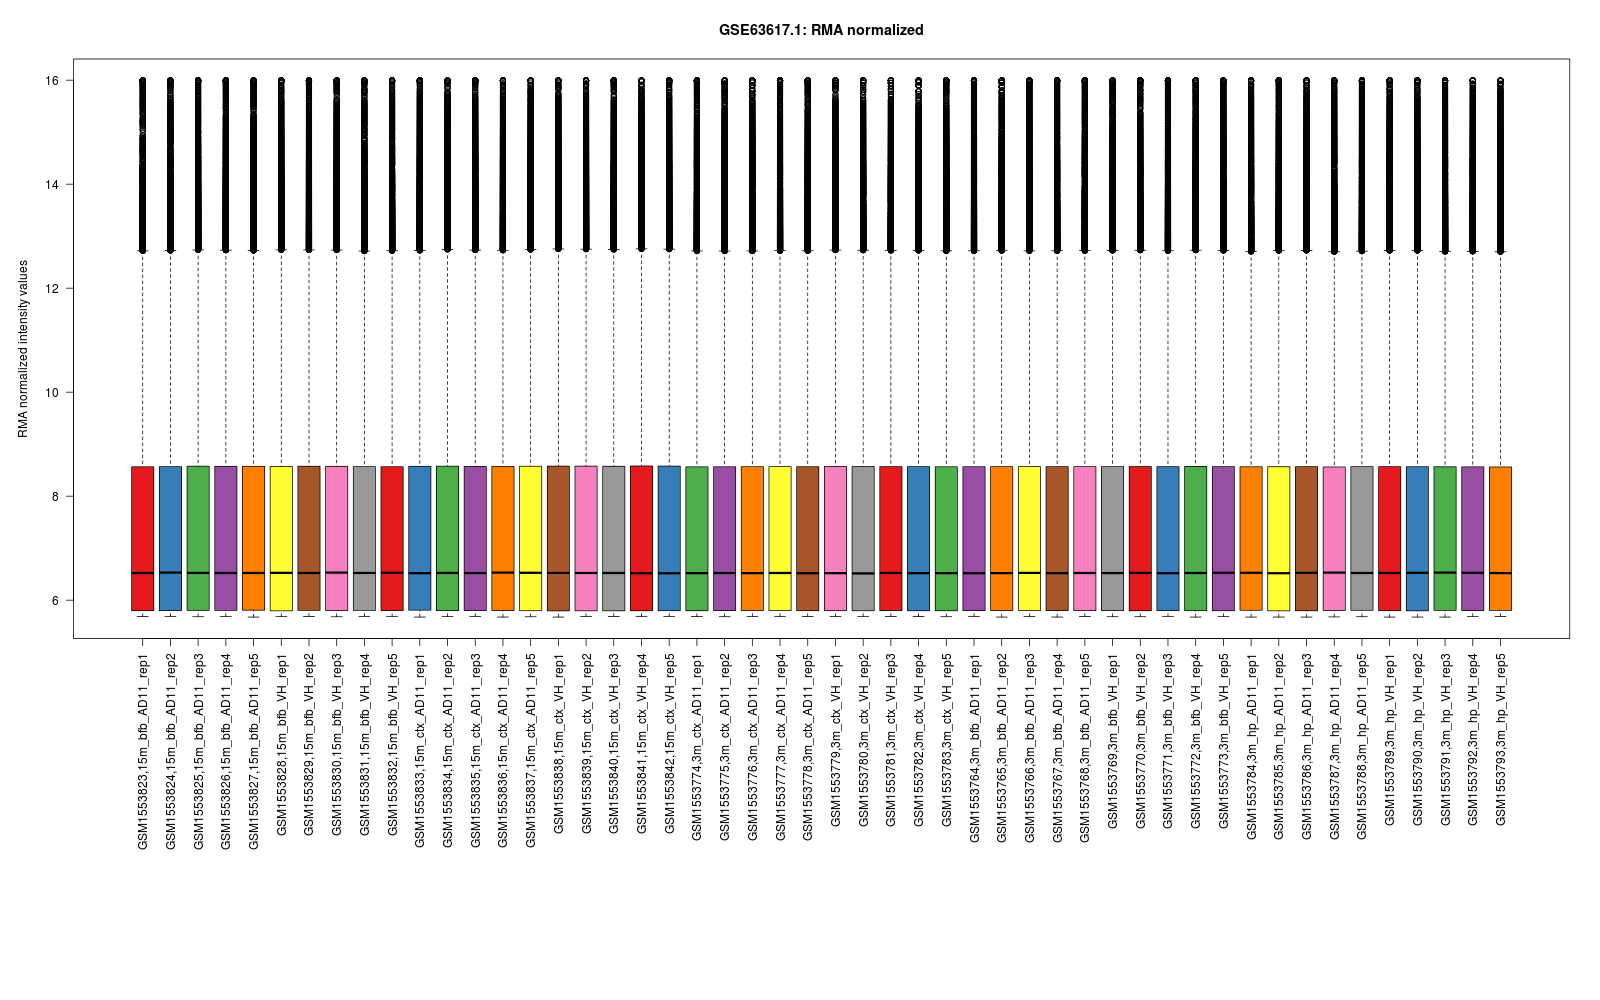 GSE63617.1: RMA normalized
RMA normalized intensity values
16
14
12
10
8
6
GSM1553823,15m_bfb_AD11_rep1
GSM1553824,15m_bfb_AD11_rep2
GSM1553825,15m_bfb_AD11_rep3
GSM1553826,15m_bfb_AD11_rep4
GSM1553827,15m_bfb_AD11_rep5
GSM1553828,15m_bfb_VH_rep1
GSM1553829,15m_bfb_VH_rep2
GSM1553830,15m_bfb_VH_rep3
GSM1553831,15m_bfb_VH_rep4
GSM1553832,15m_bfb_VH_rep5
GSM1553833,15m_ctx_AD11_rep1
GSM1553834,15m_ctx_AD11_rep2
GSM1553835,15m_ctx_AD11_rep3
GSM1553836,15m_ctx_AD11_rep4
GSM1553837,15m_ctx_AD11_rep5
GSM1553838,15m_ctx_VH_rep1
GSM1553839,15m_ctx_VH_rep2
GSM1553840,15m_ctx_VH_rep3
GSM1553841,15m_ctx_VH_rep4
GSM1553842,15m_ctx_VH_rep5
GSM1553774,3m_ctx_AD11_rep1
GSM1553775,3m_ctx_AD11_rep2
GSM1553776,3m_ctx_AD11_rep3
GSM1553777,3m_ctx_AD11_rep4
GSM1553778,3m_ctx_AD11_rep5
GSM1553779,3m_ctx_VH_rep1
GSM1553780,3m_ctx_VH_rep2
GSM1553781,3m_ctx_VH_rep3
GSM1553782,3m_ctx_VH_rep4
GSM1553783,3m_ctx_VH_rep5
GSM1553764,3m_bfb_AD11_rep1
GSM1553765,3m_bfb_AD11_rep2
GSM1553766,3m_bfb_AD11_rep3
GSM1553767,3m_bfb_AD11_rep4
GSM1553768,3m_bfb_AD11_rep5
GSM1553769,3m_bfb_VH_rep1
GSM1553770,3m_bfb_VH_rep2
GSM1553771,3m_bfb_VH_rep3
GSM1553772,3m_bfb_VH_rep4
GSM1553773,3m_bfb_VH_rep5
GSM1553784,3m_hp_AD11_rep1
GSM1553785,3m_hp_AD11_rep2
GSM1553786,3m_hp_AD11_rep3
GSM1553787,3m_hp_AD11_rep4
GSM1553788,3m_hp_AD11_rep5
GSM1553789,3m_hp_VH_rep1
GSM1553790,3m_hp_VH_rep2
GSM1553791,3m_hp_VH_rep3
GSM1553792,3m_hp_VH_rep4
GSM1553793,3m_hp_VH_rep5